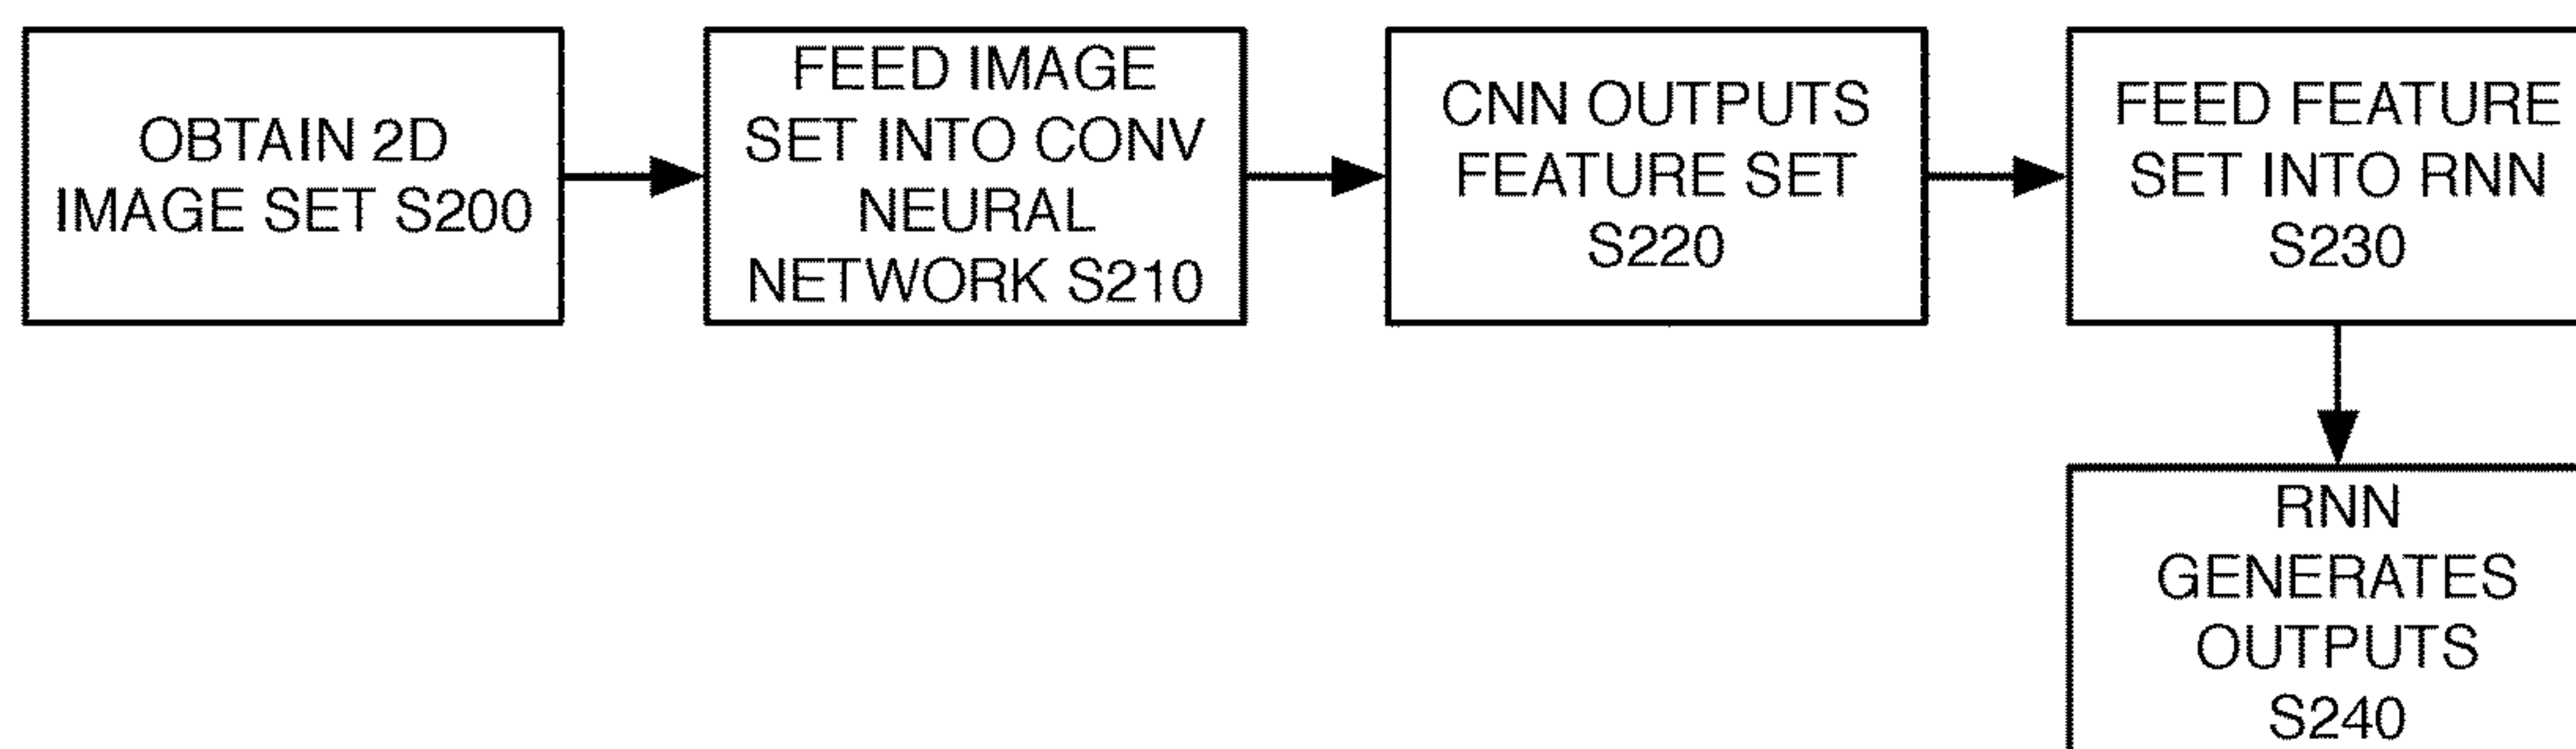 OBTAIN 2D
IMAGE SET S200
FEED IMAGE
SET INTO CONV
NEURAL
NETWORK S210
CNN OUTPUTS
FEATURE SET
S220
FEED FEATURE
SET INTO RNN
S230
RNN
GENERATES
OUTPUTS
S240